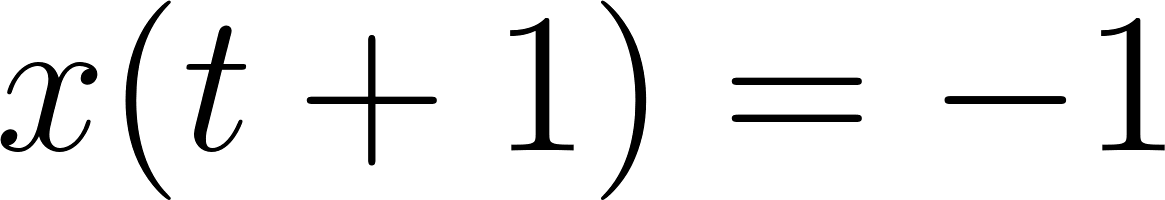 x(t + 1) = −1